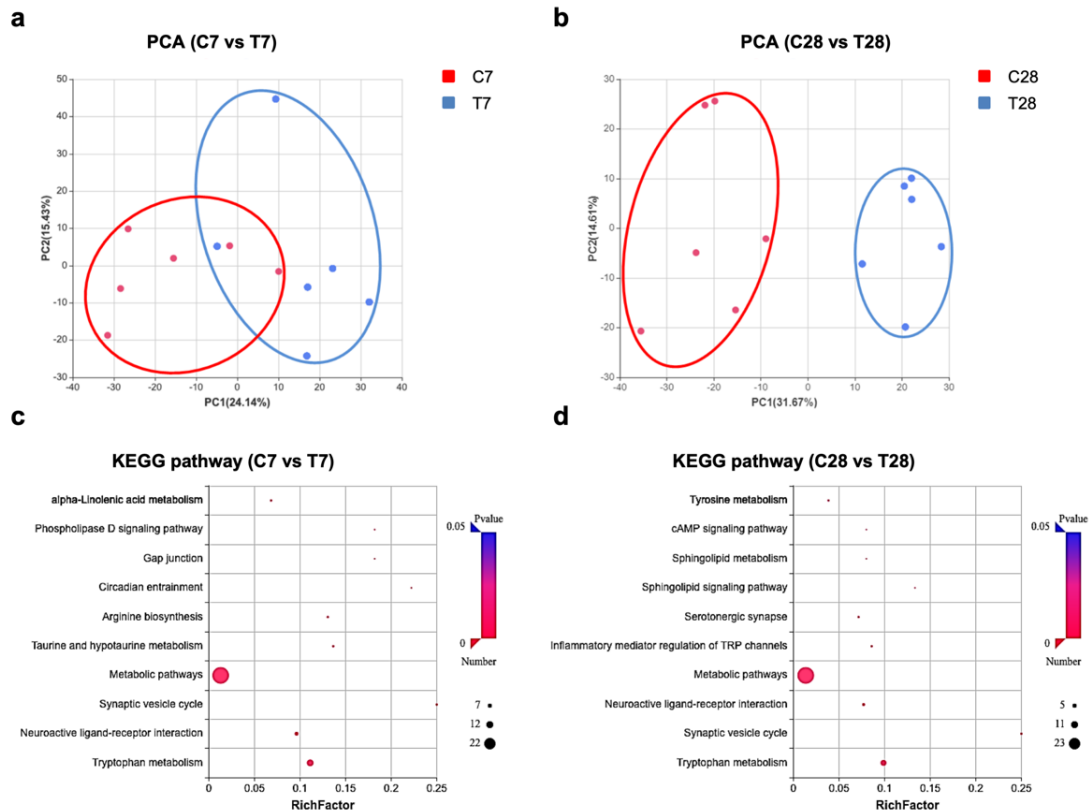 a
PCA (C7 vs T7)
C7
T7
50
40
30
20
10
0
-10
-20
-30
PC2(15.43%)
-40
-30
-20
-10
0
10
20
30
40
PC1(24.14%)
b
PCA (C28 vs T28)
C28
T28
30
20
10
0
-10
-20
-30
PC2(14.61%)
-40
-30
-20
-10
0
10
20
30
PC1(31.67%)
c
KEGG pathway (C7 vs T7)
alpha-Linolenic acid metabolism
Phospholipase D signaling pathway
Gap junction
Circadian entrainment
Arginine biosynthesis
Taurine and hypotaurine metabolism
Metabolic pathways
Synaptic vesicle cycle
Neuroactive ligand-receptor interaction
Tryptophan metabolism
0
0.05
0.1
0.15
0.2
0.25
RichFactor
Pvalue
0.05
0
Number
7
12
22
d
KEGG pathway (C28 vs T28)
Tyrosine metabolism
cAMP signaling pathway
Sphingolipid metabolism
Sphingolipid signaling pathway
Serotonergic synapse
Inflammatory mediator regulation of TRP channels
Metabolic pathways
Neuroactive ligand-receptor interaction
Synaptic vesicle cycle
Tryptophan metabolism
0
0.05
0.1
0.15
0.2
0.25
RichFactor
Pvalue
0.05
0
Number
5
11
23